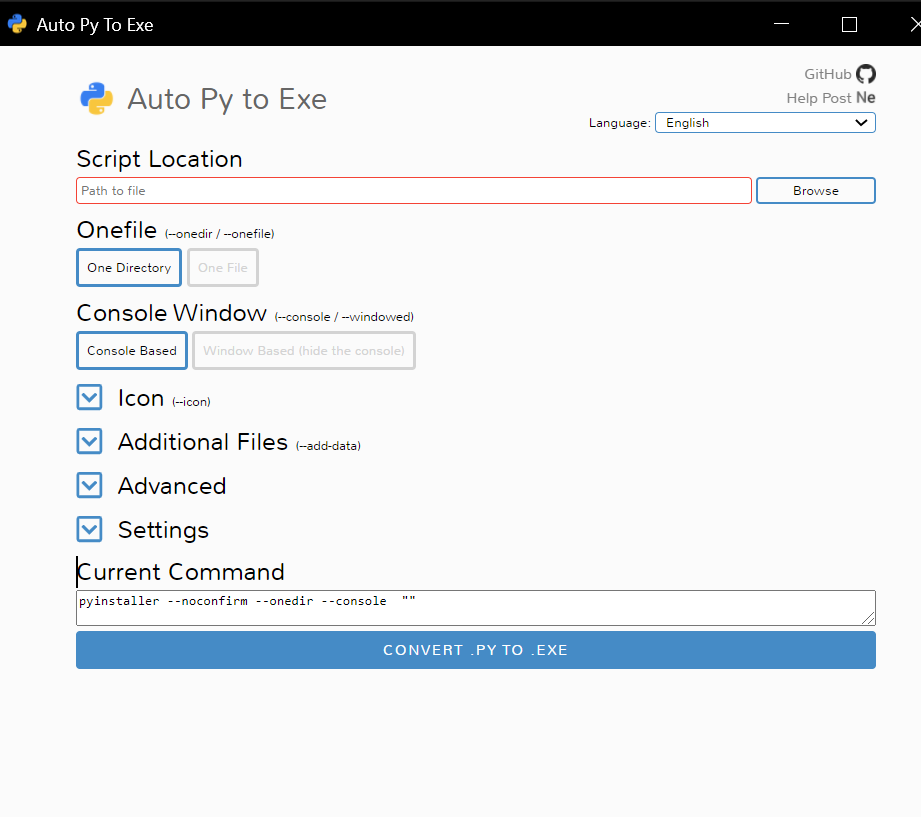 Auto Py To Exe
GitHub
Help Post Ne
Auto Py to Exe
Language: English
Script Location
Path to file Browse
Onefile (--onedir / --onefile)
One Directory One File
Console Window (--console / --windowed)
Console Based Window Based (hide the console)
Icon (--icon)
Additional Files (--add-data)
Advanced
Settings
Current Command
pyinstaller --noconfirm --onedir --console  ""
CONVERT .PY TO .EXE